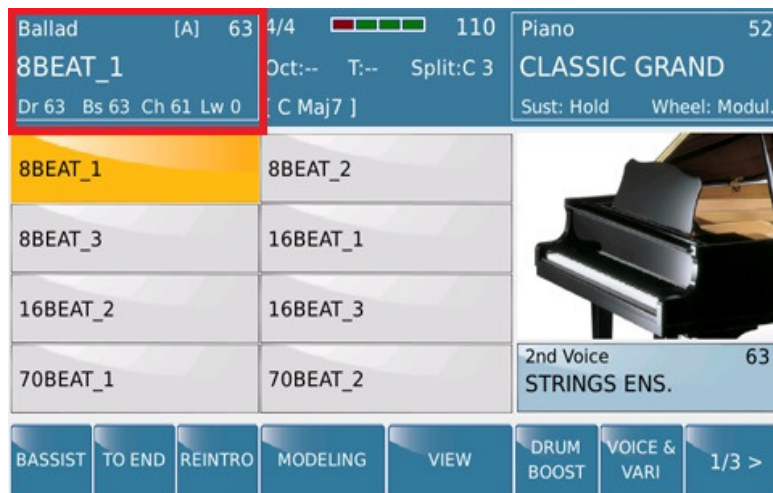 Ballad [A] 63
8BEAT_1
Dr 63 Bs 63 Ch 61 Lw 0
4/4 110
Oct:-- T:-- Split:C 3
[ C Maj7 ]
Piano 52
CLASSIC GRAND
Sust: Hold Wheel: Modul.
8BEAT_1
8BEAT_2
8BEAT_3
16BEAT_1
16BEAT_2
16BEAT_3
70BEAT_1
70BEAT_2
2nd Voice 63
STRINGS ENS.
BASSIST
TO END
REINTRO
MODELING
VIEW
DRUM
BOOST
VOICE &
VARI
1/3 >